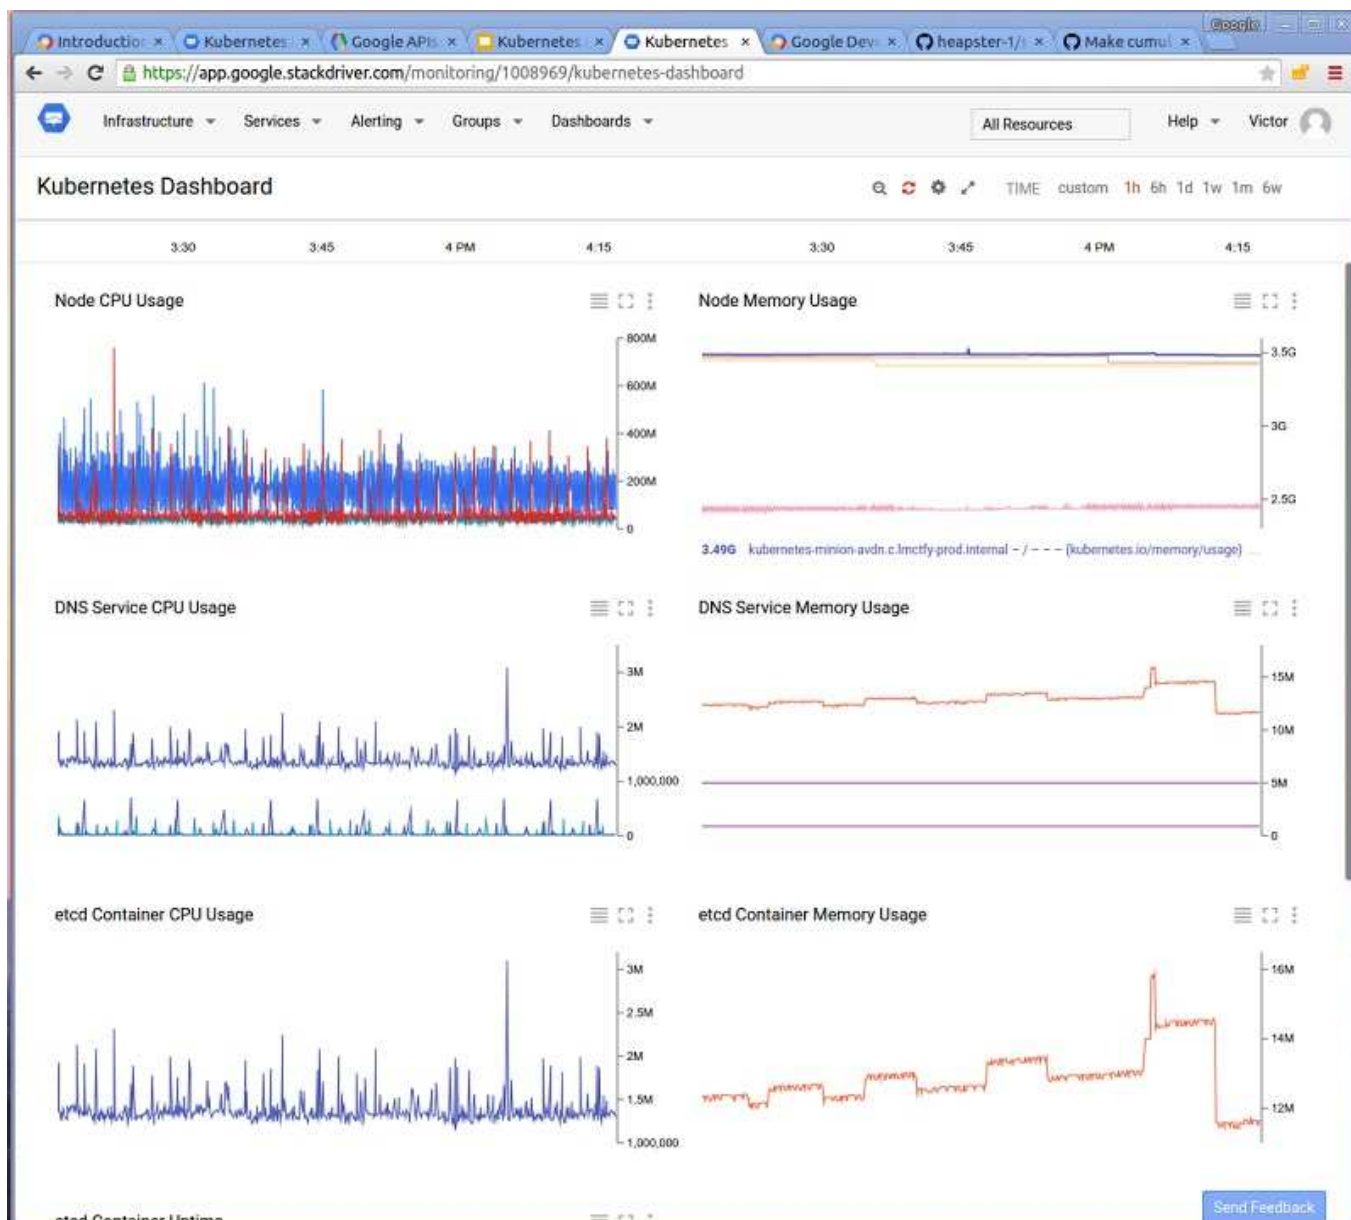 Google
Introduction Kubernetes Google APIs Kubernetes Kubernetes Google Dev heapster-1/ Make cumul
https://app.google.stackdriver.com/monitoring/1008969/kubernetes-dashboard
Infrastructure Services Alerting Groups Dashboards All Resources Help Victor
Kubernetes Dashboard TIME custom 1h 6h 1d 1w 1m 6w
3:30 3:45 4 PM 4:15 3:30 3:45 4 PM 4:15
Node CPU Usage
800M
600M
400M
200M
0
Node Memory Usage
3.5G
3G
2.5G
3.49G kubernetes-minion-avdn.c.lmctfy-prod.internal – / – – – (kubernetes.io/memory/usage) ...
DNS Service CPU Usage
3M
2M
1,000,000
0
DNS Service Memory Usage
15M
10M
5M
0
etcd Container CPU Usage
3M
2.5M
2M
1.5M
1,000,000
etcd Container Memory Usage
16M
14M
12M
etcd Container Uptime
Send Feedback